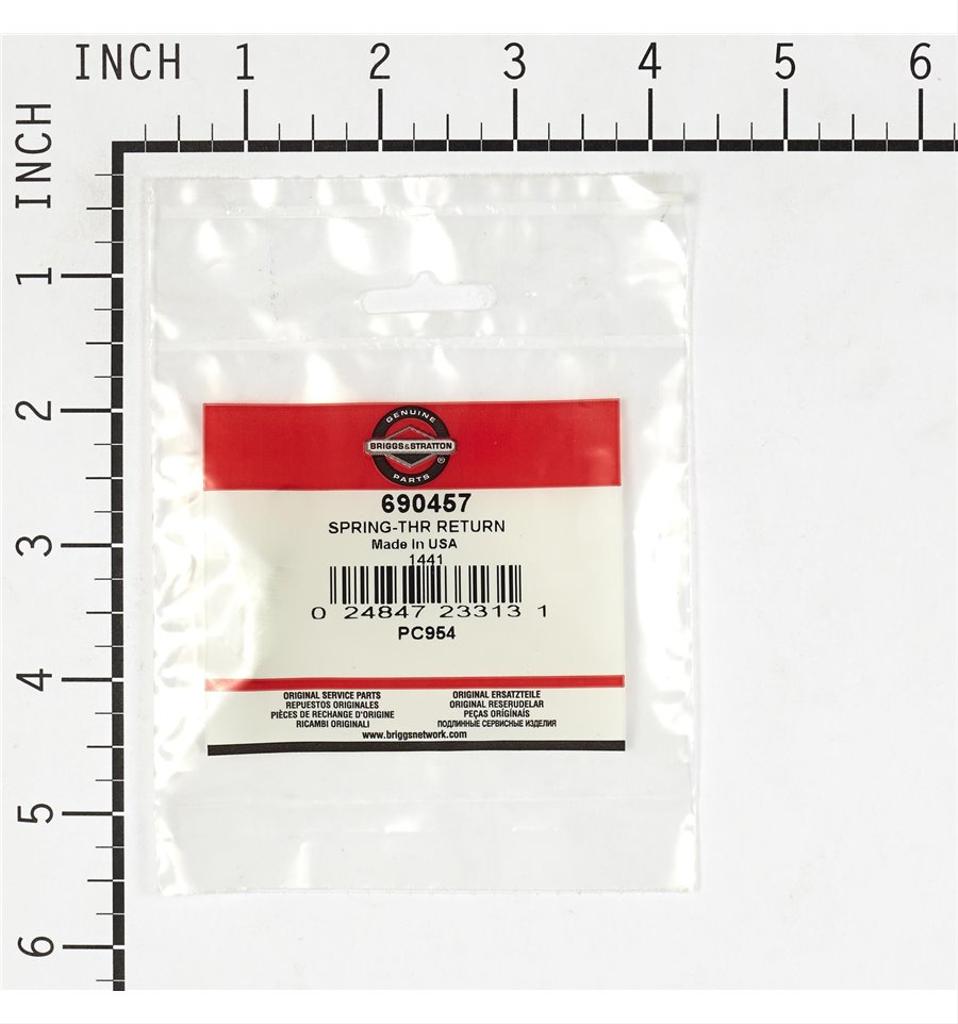 INCH 1 2 3 4 5 6
INCH
1
2
3
4
5
6
GENUINE
BRIGGS & STRATTON
®
PARTS
690457
SPRING-THR RETURN
Made In USA
1441
0 24847 23313 1
PC954
ORIGINAL SERVICE PARTS
REPUESTOS ORIGINALES
PIÈCES DE RECHANGE D'ORIGINE
RICAMBI ORIGINALI
ORIGINAL ERSATZTEILE
ORIGINAL RESERUDELAR
PEÇAS ORIGINAIS
ПОДЛИННЫЕ СЕРВИСНЫЕ ИЗДЕЛИЯ
www.briggsnetwork.com